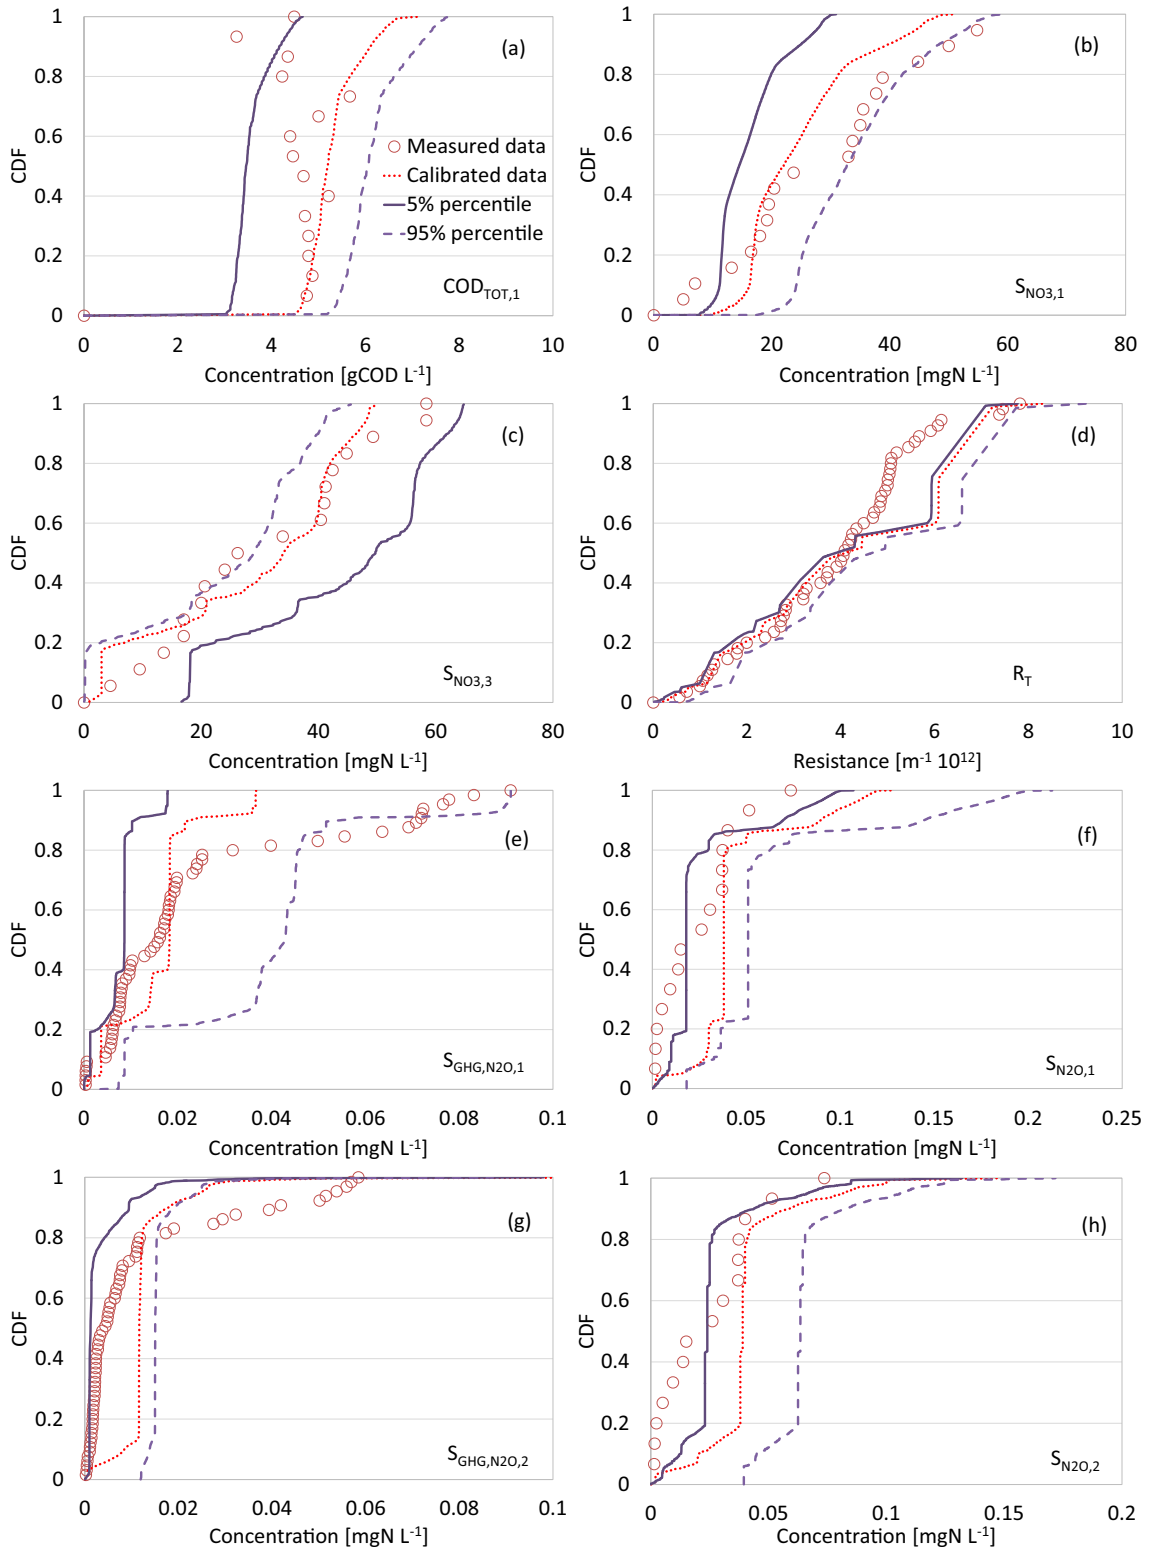 (a)
1
0.8
0.6
0.4
0.2
0
CDF
Measured data
Calibrated data
5% percentile
95% percentile
COD_TOT,1
0 2 4 6 8 10
Concentration [gCOD L⁻¹]
(b)
1
0.8
0.6
0.4
0.2
0
CDF
S_NO3,1
0 20 40 60 80
Concentration [mgN L⁻¹]
(c)
1
0.8
0.6
0.4
0.2
0
CDF
S_NO3,3
0 20 40 60 80
Concentration [mgN L⁻¹]
(d)
1
0.8
0.6
0.4
0.2
0
CDF
R_T
0 2 4 6 8 10
Resistance [m⁻¹ 10¹²]
(e)
1
0.8
0.6
0.4
0.2
0
CDF
S_GHG,N2O,1
0 0.02 0.04 0.06 0.08 0.1
Concentration [mgN L⁻¹]
(f)
1
0.8
0.6
0.4
0.2
0
CDF
S_N2O,1
0 0.05 0.1 0.15 0.2 0.25
Concentration [mgN L⁻¹]
(g)
1
0.8
0.6
0.4
0.2
0
CDF
S_GHG,N2O,2
0 0.02 0.04 0.06 0.08 0.1
Concentration [mgN L⁻¹]
(h)
1
0.8
0.6
0.4
0.2
0
CDF
S_N2O,2
0 0.05 0.1 0.15 0.2
Concentration [mgN L⁻¹]